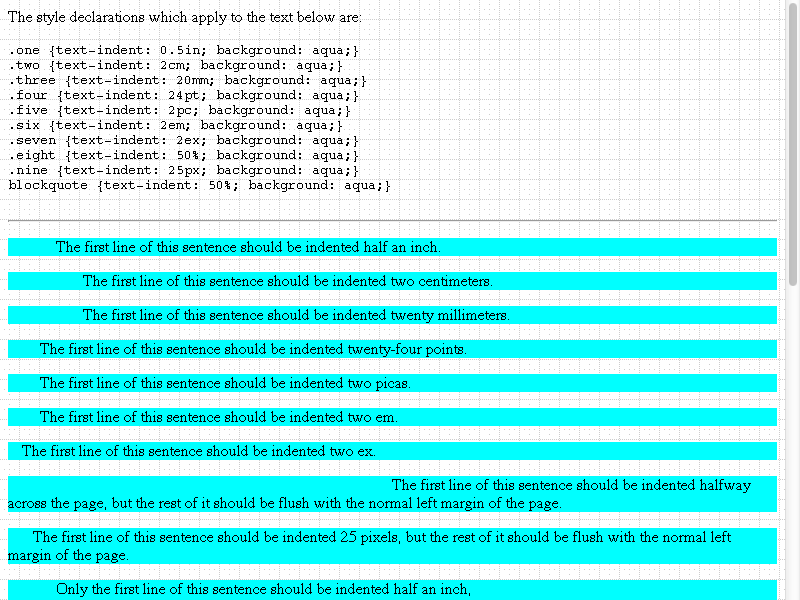 The style declarations which apply to the text below are:
.one {text-indent: 0.5in; background: aqua;}
.two {text-indent: 2cm; background: aqua;}
.three {text-indent: 20mm; background: aqua;}
.four {text-indent: 24pt; background: aqua;}
.five {text-indent: 2pc; background: aqua;}
.six {text-indent: 2em; background: aqua;}
.seven {text-indent: 2ex; background: aqua;}
.eight {text-indent: 50%; background: aqua;}
.nine {text-indent: 25px; background: aqua;}
blockquote {text-indent: 50%; background: aqua;}
The first line of this sentence should be indented half an inch.
The first line of this sentence should be indented two centimeters.
The first line of this sentence should be indented twenty millimeters.
The first line of this sentence should be indented twenty-four points.
The first line of this sentence should be indented two picas.
The first line of this sentence should be indented two em.
The first line of this sentence should be indented two ex.
The first line of this sentence should be indented halfway
across the page, but the rest of it should be flush with the normal left margin of the page.
The first line of this sentence should be indented 25 pixels, but the rest of it should be flush with the normal left
margin of the page.
Only the first line of this sentence should be indented half an inch,